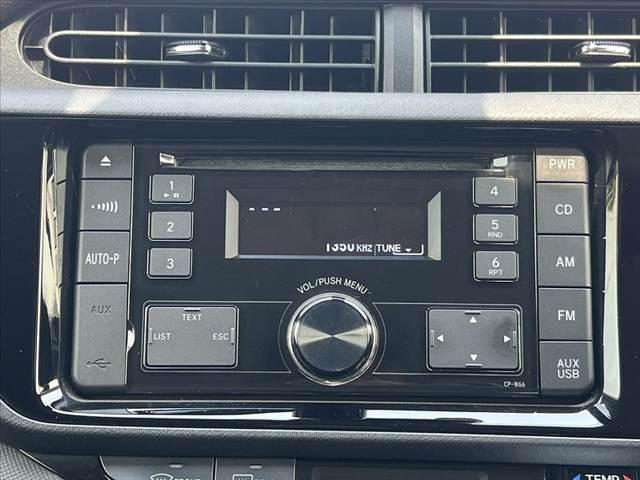 PWR
1
4
CD
2
5
RND
AUTO-P
3
6
RPT
AM
1350 KHZ TUNE
VOL/PUSH MENU
AUX
TEXT
LIST
ESC
FM
AUX
USB
CP-W66
FRONT
TEMP